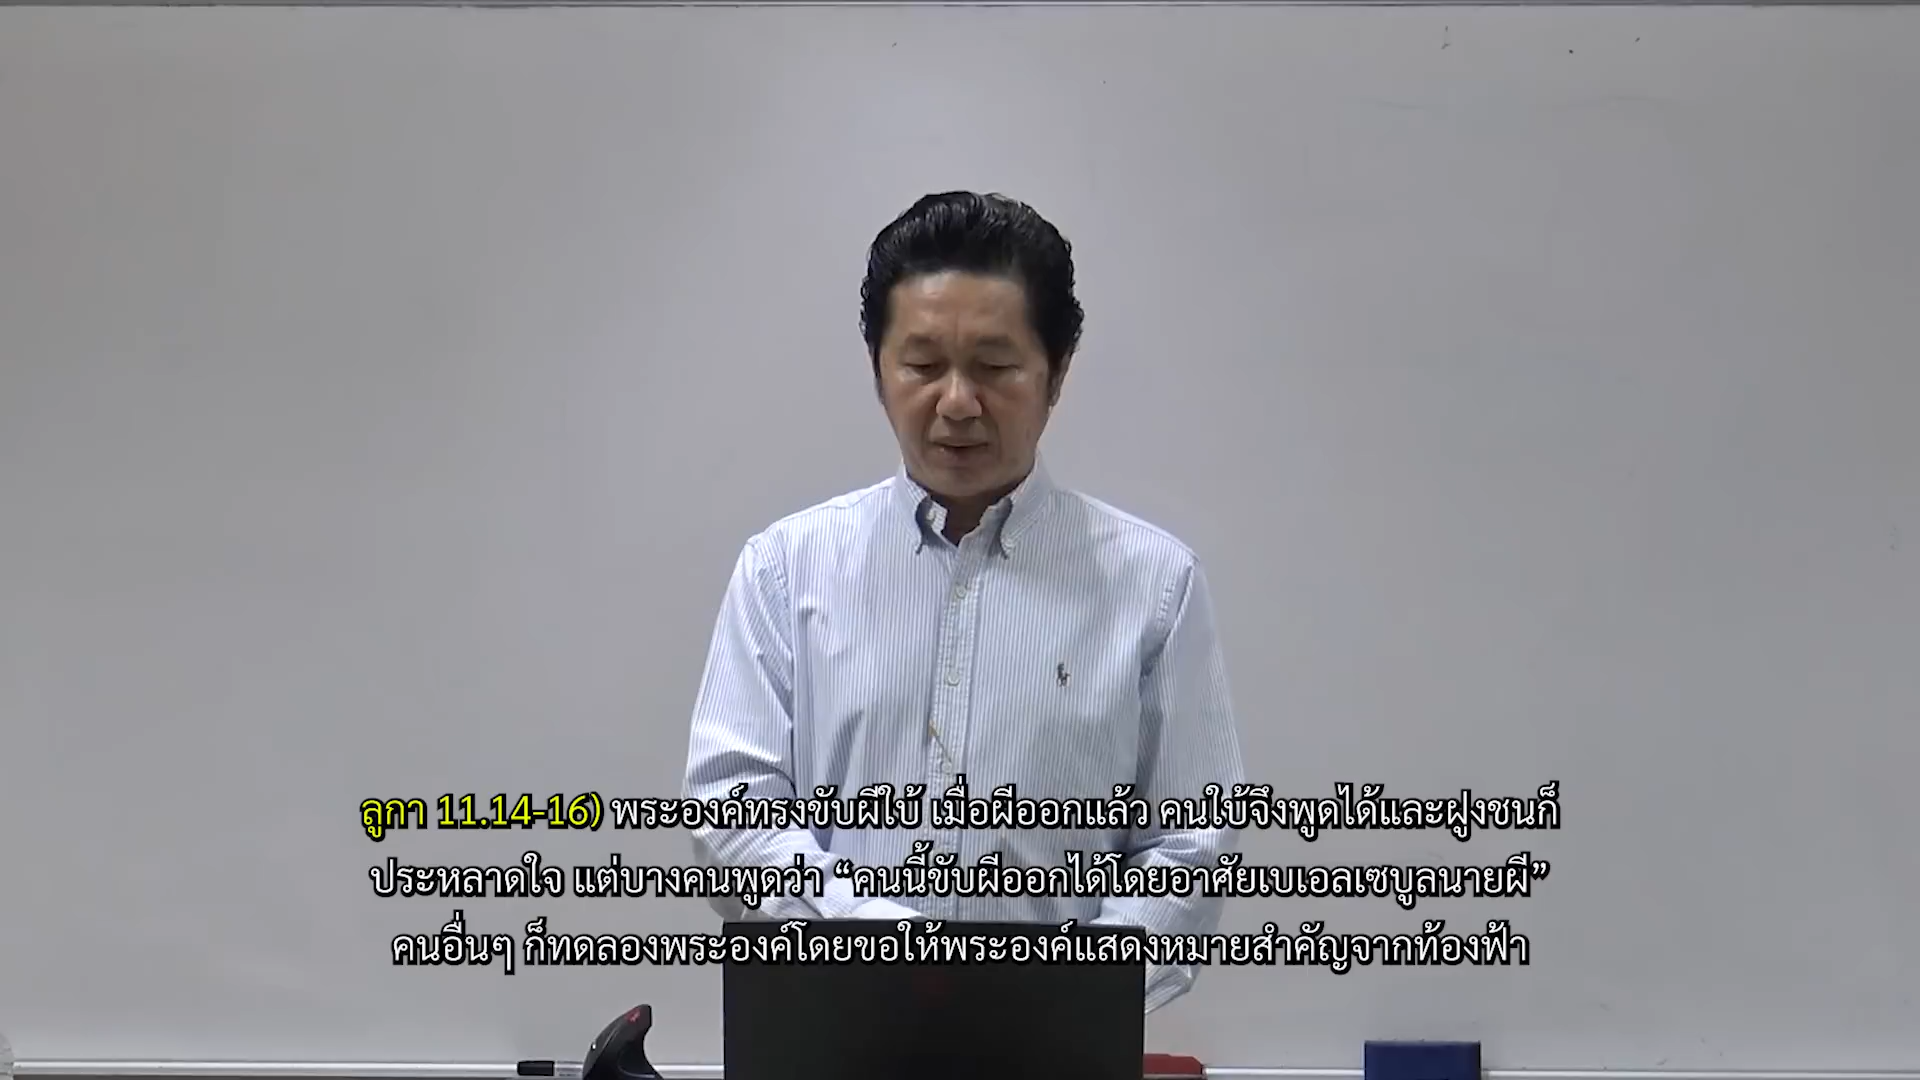 ลูกา 11.14-16) พระองค์ทรงขับผีใบ้ เมื่อผีออกแล้ว คนใบ้จึงพูดได้และฝูงชนก็
ประหลาดใจ แต่บางคนพูดว่า “คนนี้ขับผีออกได้โดยอาศัยเบเอลเซบูลนายผี”
คนอื่นๆ ก็ทดลองพระองค์โดยขอให้พระองค์แสดงหมายสำคัญจากท้องฟ้า